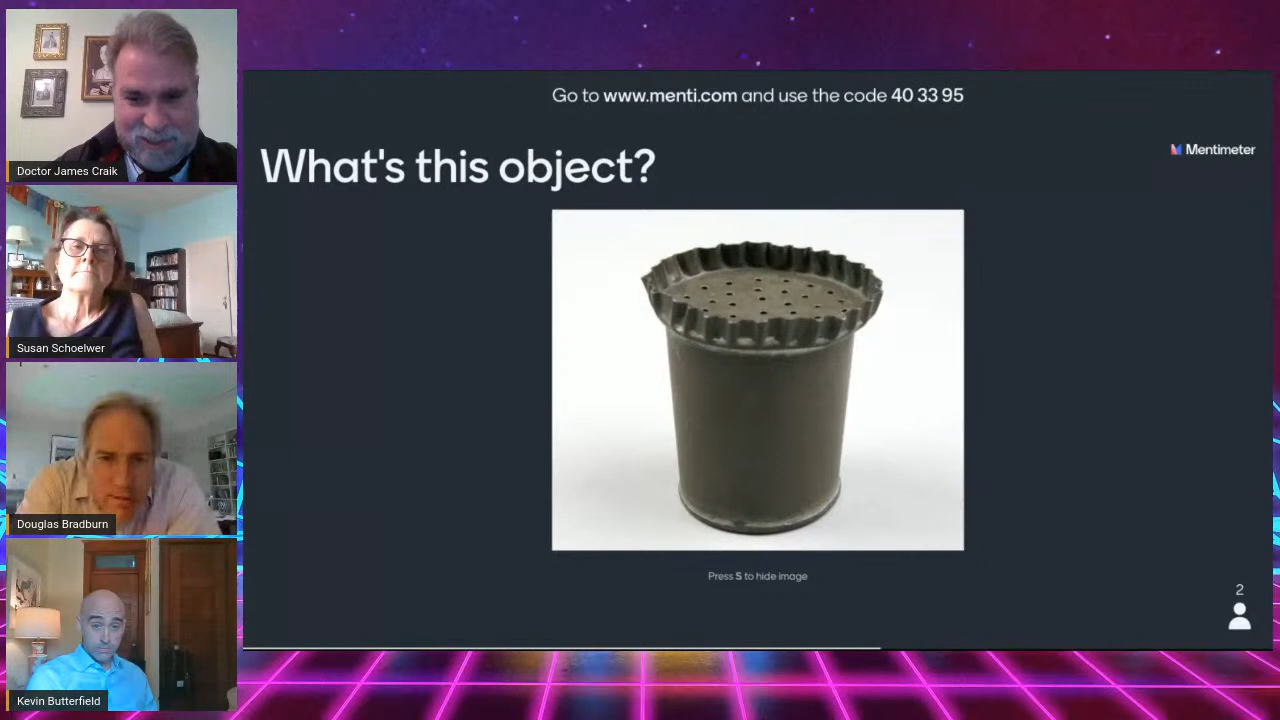 Go to www.menti.com and use the code 40 33 95
Mentimeter
What's this object?
Press S to hide image
2
Doctor James Craik
Susan Schoelwer
Douglas Bradburn
Kevin Butterfield